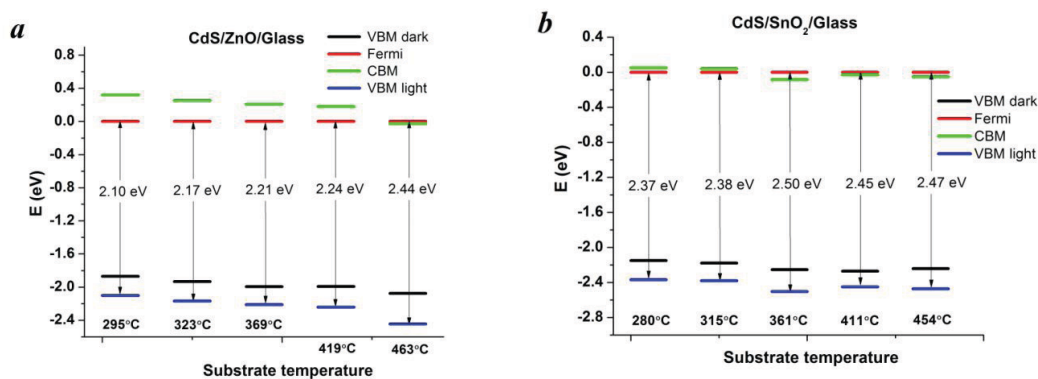 a
CdS/ZnO/Glass
VBM dark
Fermi
CBM
VBM light
0.8
0.4
0.0
-0.4
-0.8
-1.2
-1.6
-2.0
-2.4
E (eV)
2.10 eV
2.17 eV
2.21 eV
2.24 eV
2.44 eV
295°C
323°C
369°C
419°C
463°C
Substrate temperature
b
CdS/SnO₂/Glass
0.4
0.0
-0.4
-0.8
-1.2
-1.6
-2.0
-2.4
-2.8
E (eV)
VBM dark
Fermi
CBM
VBM light
2.37 eV
2.38 eV
2.50 eV
2.45 eV
2.47 eV
280°C
315°C
361°C
411°C
454°C
Substrate temperature